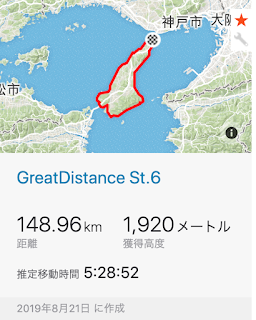 神戸市 大阪
松市
GreatDistance St.6
148.96 km 1,920 メートル
距離 獲得高度
推定移動時間 5:28:52
2019年8月21日 に作成